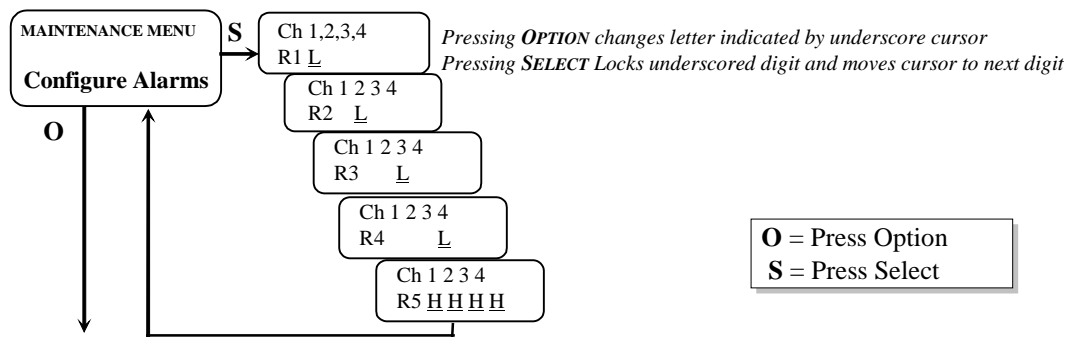 MAINTENANCE MENU
Configure Alarms
S
O
Ch 1,2,3,4
R1 L
Pressing OPTION changes letter indicated by underscore cursor
Pressing SELECT Locks underscored digit and moves cursor to next digit
Ch 1 2 3 4
R2 L
Ch 1 2 3 4
R3 L
Ch 1 2 3 4
R4 L
Ch 1 2 3 4
R5 H H H H
O = Press Option
S = Press Select